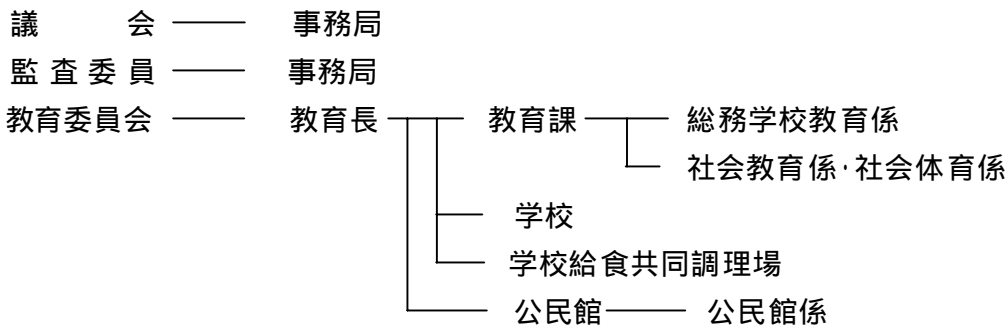 議会 事務局
監査委員 事務局
教育委員会 教育長 教育課 総務学校教育係
社会教育係・社会体育係
学校
学校給食共同調理場
公民館 公民館係